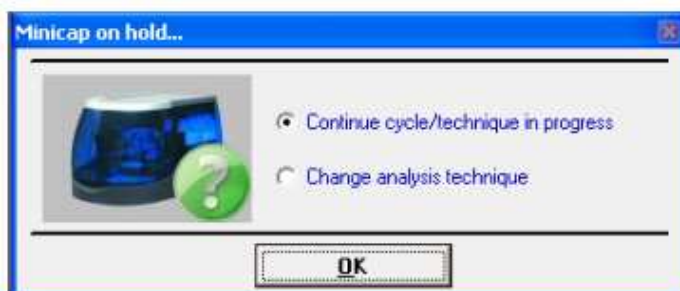 Minicap on hold...
Continue cycle/technique in progress
Change analysis technique
?
OK